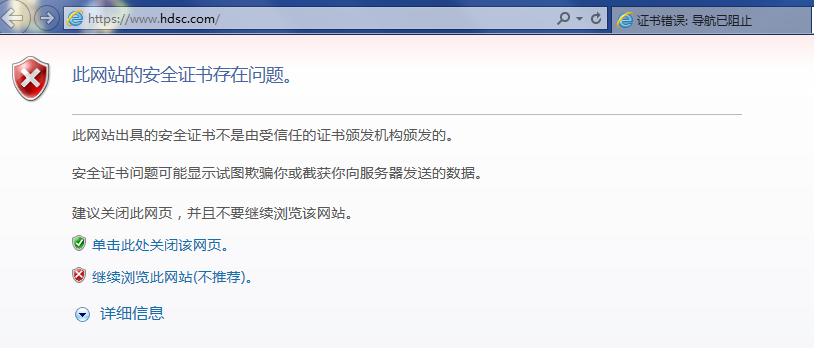 https://www.hdsc.com/
证书错误: 导航已阻止
此网站的安全证书存在问题。
此网站出具的安全证书不是由受信任的证书颁发机构颁发的。
安全证书问题可能显示试图欺骗你或截获你向服务器发送的数据。
建议关闭此网页，并且不要继续浏览该网站。
单击此处关闭该网页。
继续浏览此网站(不推荐)。
详细信息